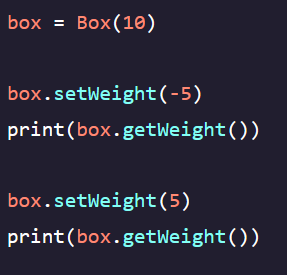 box = Box(10)
box.setWeight(-5)
print(box.getWeight())
box.setWeight(5)
print(box.getWeight())